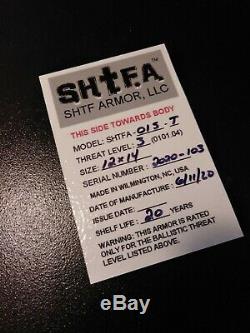 SHTFA™
SHTF ARMOR, LLC
THIS SIDE TOWARDS BODY
MODEL: SHTFA-013-T
THREAT LEVEL: 3 (0101.04)
SIZE: 12x14
SERIAL NUMBER: 2020-103
MADE IN WILMINGTON, NC, USA
DATE OF MANUFACTURE: 6/11/20
ISSUE DATE:
SHELF LIFE: 20 YEARS
WARNING: THIS ARMOR IS RATED
ONLY FOR THE BALLISTIC THREAT
LEVEL LISTED ABOVE.